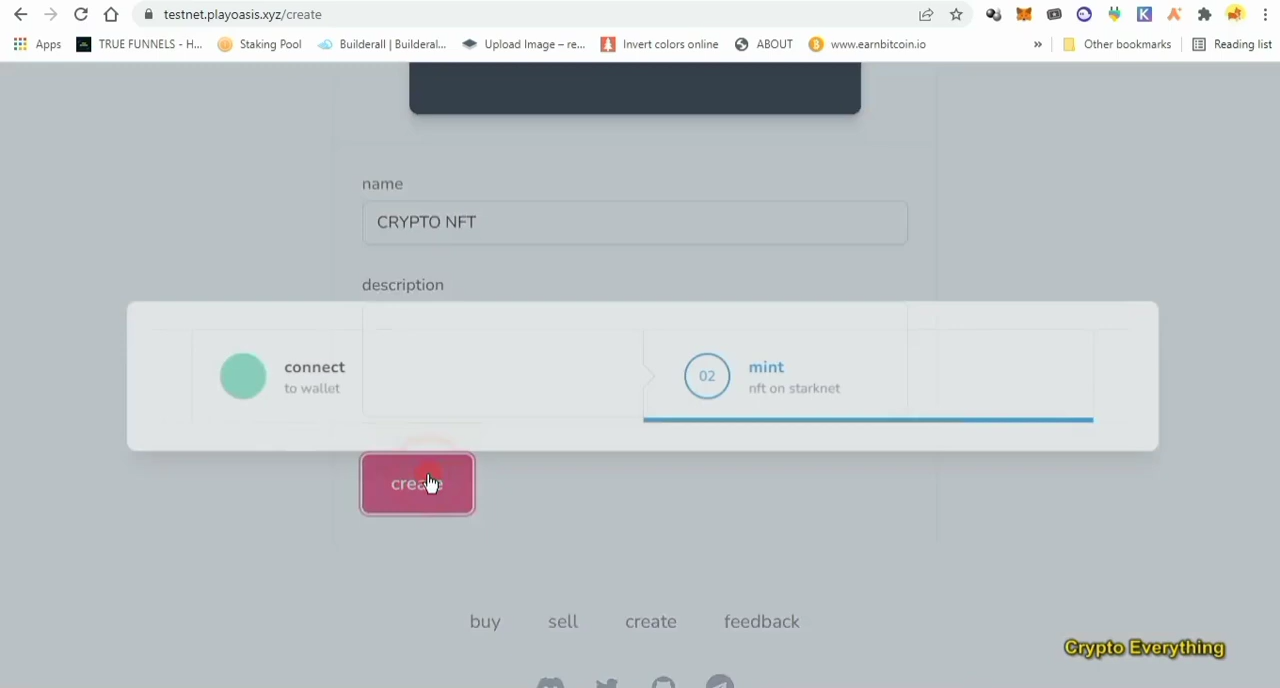 testnet.playoasis.xyz/create
Apps TRUE FUNNELS - H... Staking Pool Builderall | Builderal... Upload Image – re... Invert colors online ABOUT www.earnbitcoin.io » Other bookmarks Reading list
name
CRYPTO NFT
description
connect
to wallet
02
mint
nft on starknet
create
buy sell create feedback
Crypto Everything